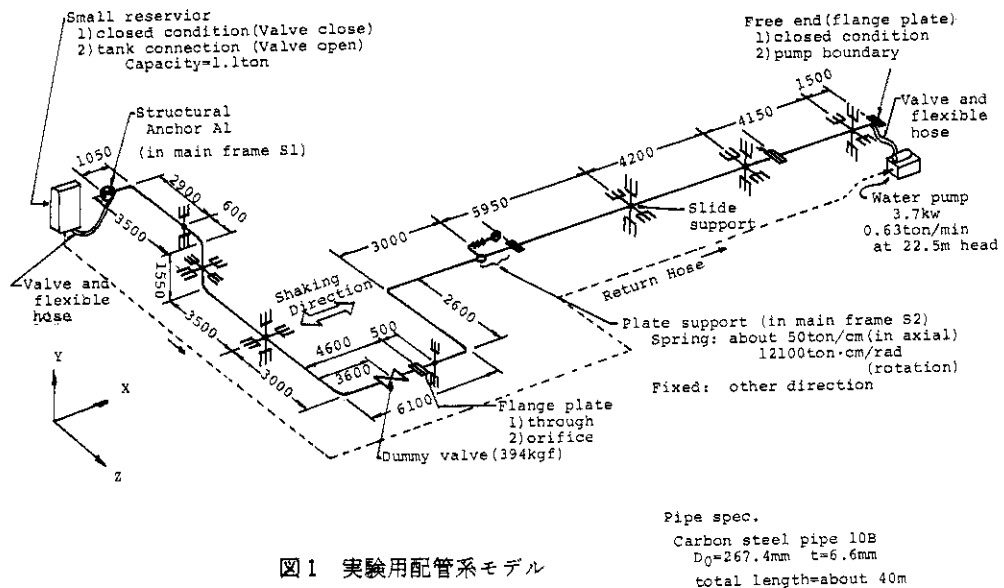 Small reservior
1)closed condition(Valve close)
2)tank connection (Valve open)
Capacity=1.1ton
Structural
Anchor A1
(in main frame S1)
Free end(flange plate)
1)closed condition
2)pump boundary
Valve and
flexible
hose
Water pump
3.7kw
0.63ton/min
at 22.5m head
1500
4150
4200
5950
3000
1050
2900
600
3500
1550
3500
3000
Slide
support
Shaking
Direction
Return Hose
2600
4600
500
3600
6100
Valve and
flexible
hose
Plate support (in main frame S2)
Spring: about 50ton/cm(in axial)
12100ton·cm/rad
(rotation)
Fixed: other direction
Flange plate
1)through
2)orifice
Dummy valve(394kgf)
Y
X
Z
Pipe spec.
Carbon steel pipe 10B
D0=267.4mm t=6.6mm
total length=about 40m
図1 実験用配管系モデル